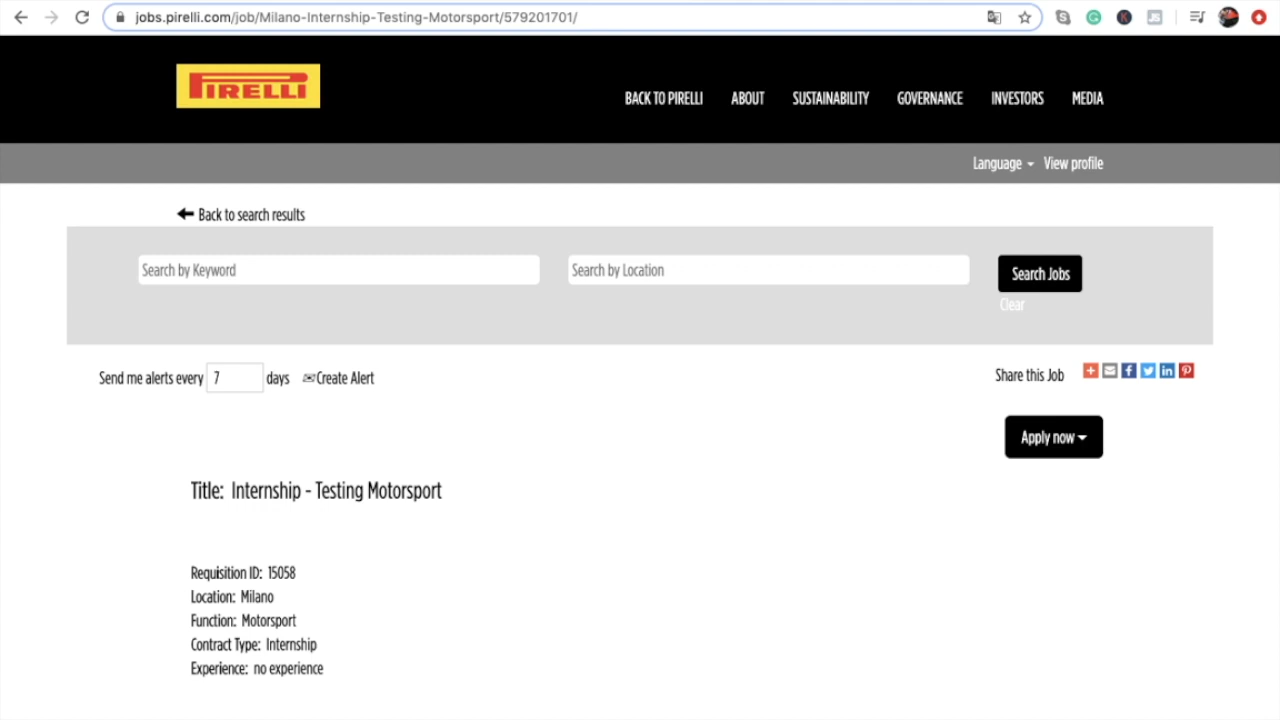 jobs.pirelli.com/job/Milano-Internship-Testing-Motorsport/579201701/
PIRELLI
BACK TO PIRELLI ABOUT SUSTAINABILITY GOVERNANCE INVESTORS MEDIA
Language View profile
Back to search results
Search by Keyword Search by Location Search Jobs
Clear
Send me alerts every 7 days Create Alert
Share this Job
Apply now
Title: Internship - Testing Motorsport
Requisition ID: 15058
Location: Milano
Function: Motorsport
Contract Type: Internship
Experience: no experience